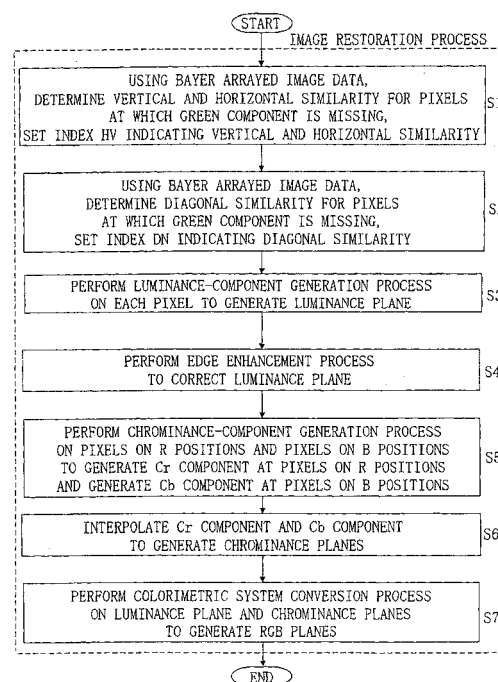 START
IMAGE RESTORATION PROCESS
USING BAYER ARRAYED IMAGE DATA,
DETERMINE VERTICAL AND HORIZONTAL SIMILARITY FOR PIXELS
AT WHICH GREEN COMPONENT IS MISSING,
SET INDEX HV INDICATING VERTICAL AND HORIZONTAL SIMILARITY
USING BAYER ARRAYED IMAGE DATA,
DETERMINE DIAGONAL SIMILARITY FOR PIXELS
AT WHICH GREEN COMPONENT IS MISSING,
SET INDEX DN INDICATING DIAGONAL SIMILARITY
PERFORM LUMINANCE-COMPONENT GENERATION PROCESS
ON EACH PIXEL TO GENERATE LUMINANCE PLANE
S3
PERFORM EDGE ENHANCEMENT PROCESS
TO CORRECT LUMINANCE PLANE
S4
PERFORM CHROMINANCE-COMPONENT GENERATION PROCESS
ON PIXELS ON R POSITIONS AND PIXELS ON B POSITIONS
TO GENERATE Cr COMPONENT AT PIXELS ON R POSITIONS
AND GENERATE Cb COMPONENT AT PIXELS ON B POSITIONS
S5
INTERPOLATE Cr COMPONENT AND Cb COMPONENT
TO GENERATE CHROMINANCE PLANES
S6
PERFORM COLORIMETRIC SYSTEM CONVERSION PROCESS
ON LUMINANCE PLANE AND CHROMINANCE PLANES
TO GENERATE RGB PLANES
S7
END